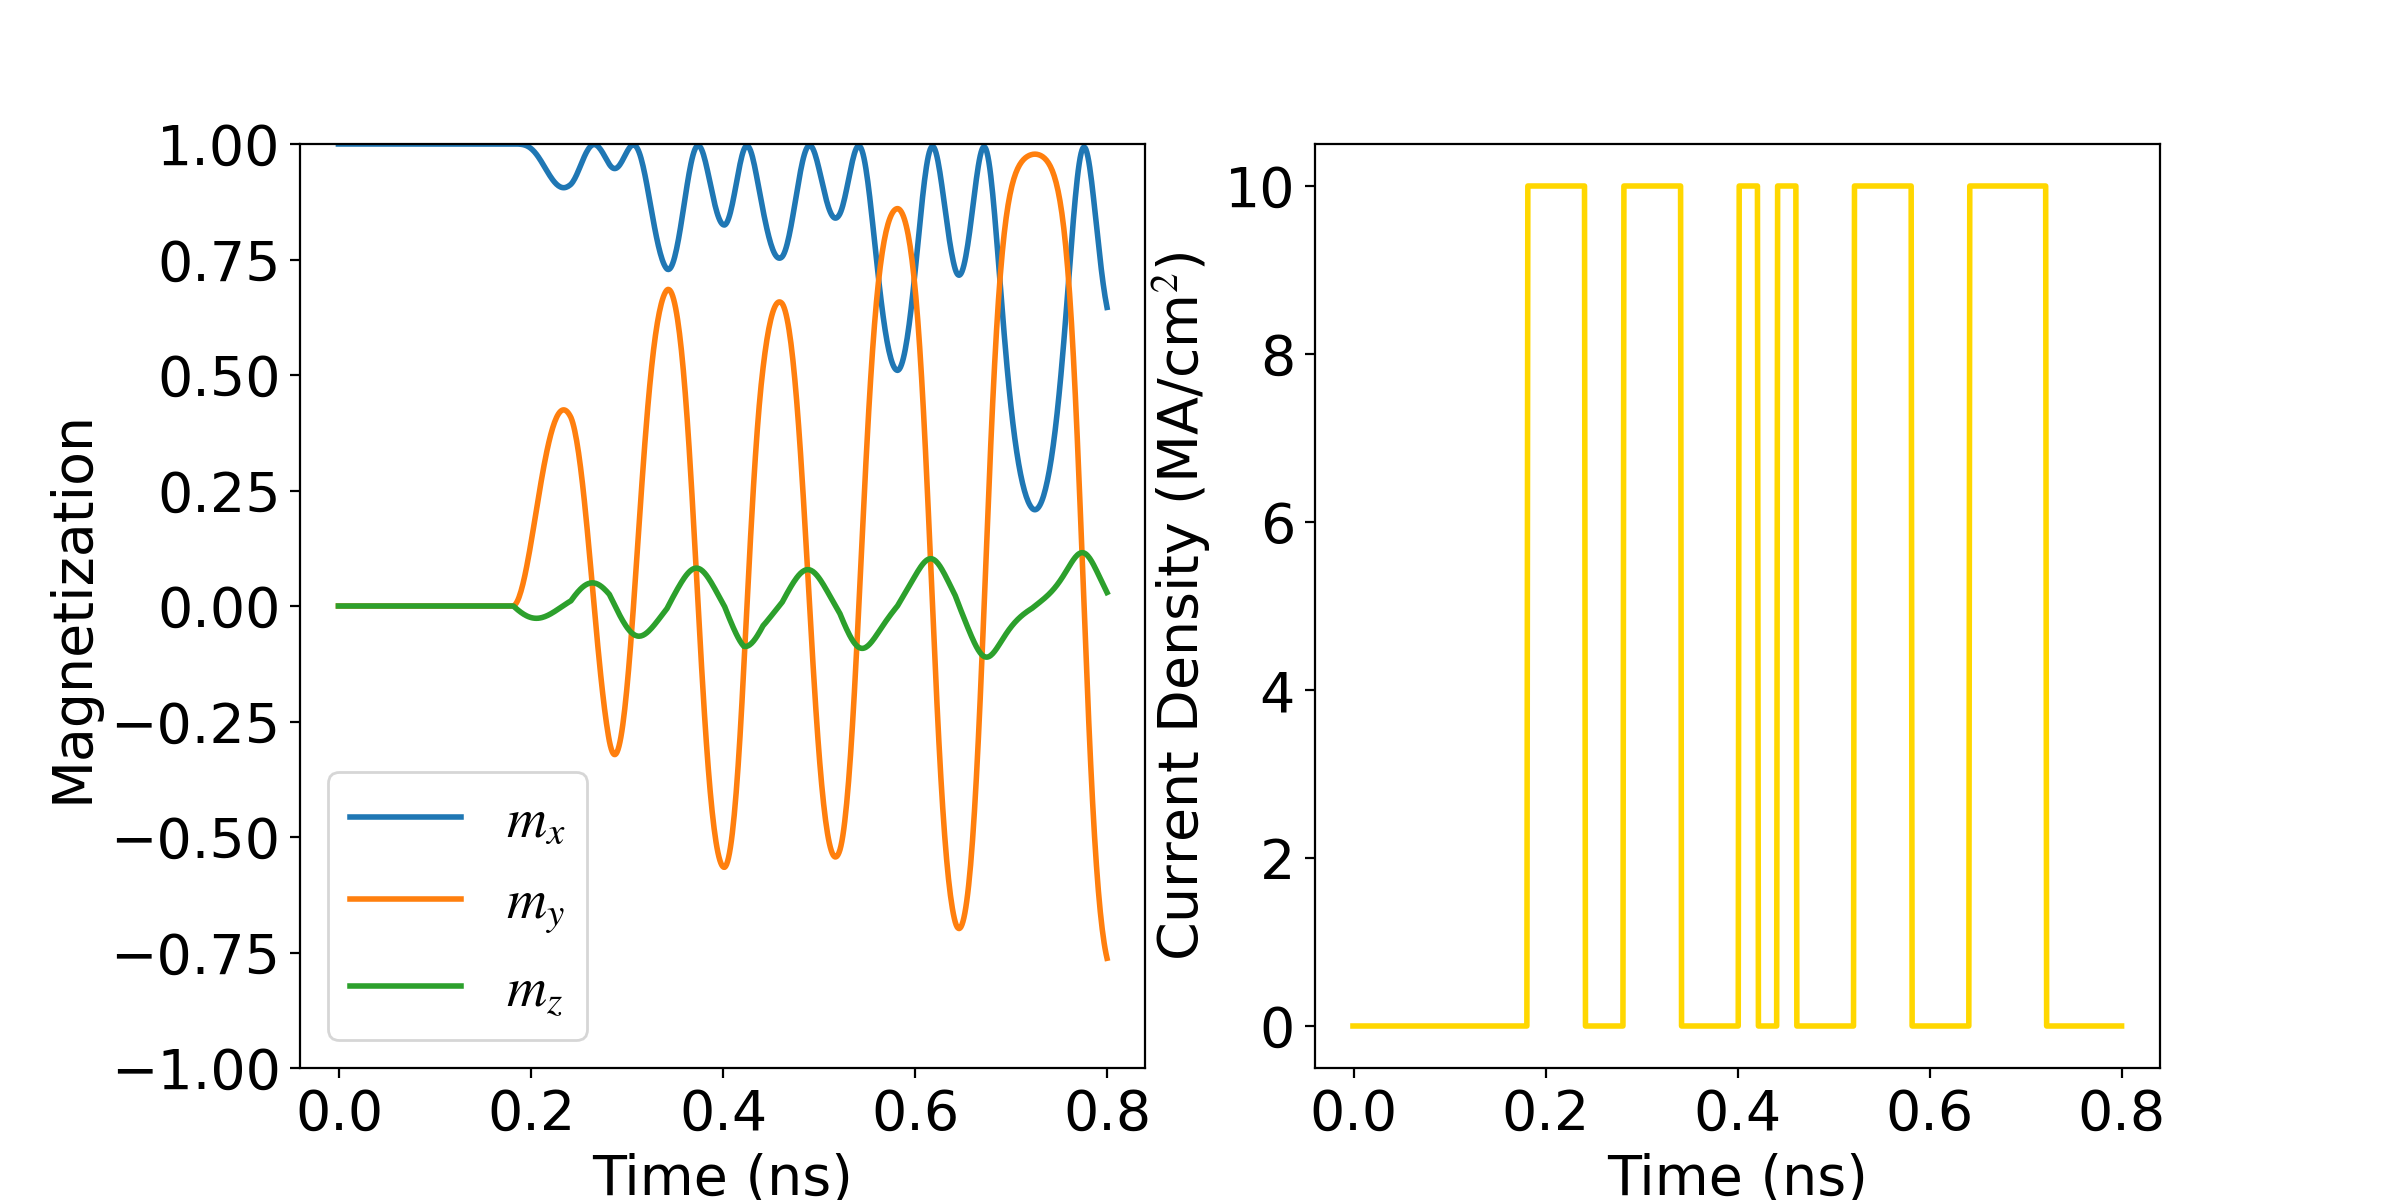 Magnetization
1.00
0.75
0.50
0.25
0.00
−0.25
−0.50
−0.75
−1.00
0.0 0.2 0.4 0.6 0.8
Time (ns)
m_x
m_y
m_z
Current Density (MA/cm²)
10
8
6
4
2
0
0.0 0.2 0.4 0.6 0.8
Time (ns)